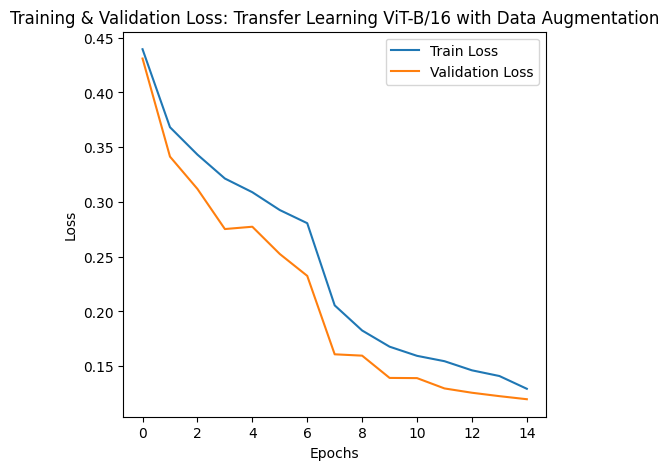 Training & Validation Loss: Transfer Learning ViT-B/16 with Data Augmentation
0.45
0.40
0.35
0.30
0.25
0.20
0.15
Loss
Train Loss
Validation Loss
0 2 4 6 8 10 12 14
Epochs